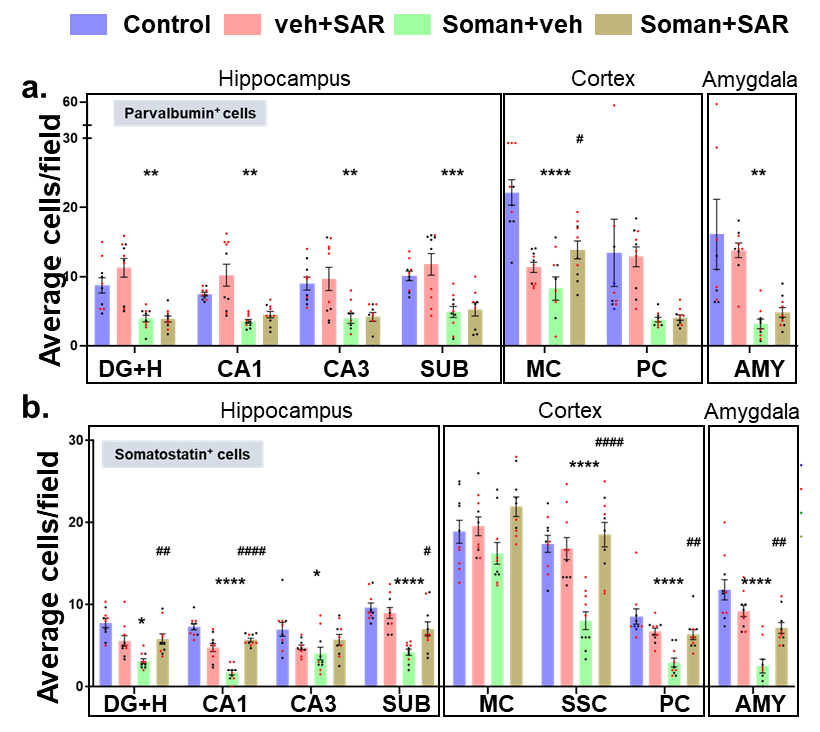 Control veh+SAR Soman+veh Soman+SAR
a.
Hippocampus Cortex Amygdala
Parvalbumin⁺ cells
Average cells/field
60
30
20
10
0
** ** ** *** **** # **
DG+H CA1 CA3 SUB MC PC AMY
b.
Hippocampus Cortex Amygdala
Somatostatin⁺ cells
Average cells/field
30
20
10
0
* ## **** #### * **** # **** #### **** ## **** ##
DG+H CA1 CA3 SUB MC SSC PC AMY